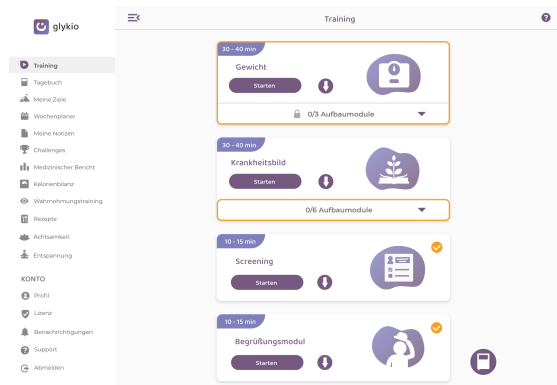 glykio
Training
Tagebuch
Meine Ziele
Wochenplaner
Meine Notizen
Challenges
Medizinischer Bericht
Kalorienbilanz
Wahrnehmungstraining
Rezepte
Achtsamkeit
Entspannung
KONTO
Profil
Lizenz
Benachrichtigungen
Support
Abmelden
Training
?
30 - 40 min
Gewicht
Starten
0/3 Aufbaumodule
30 - 40 min
Krankheitsbild
Starten
0/6 Aufbaumodule
10 - 15 min
Screening
Starten
10 - 15 min
Begrüßungsmodul
Starten